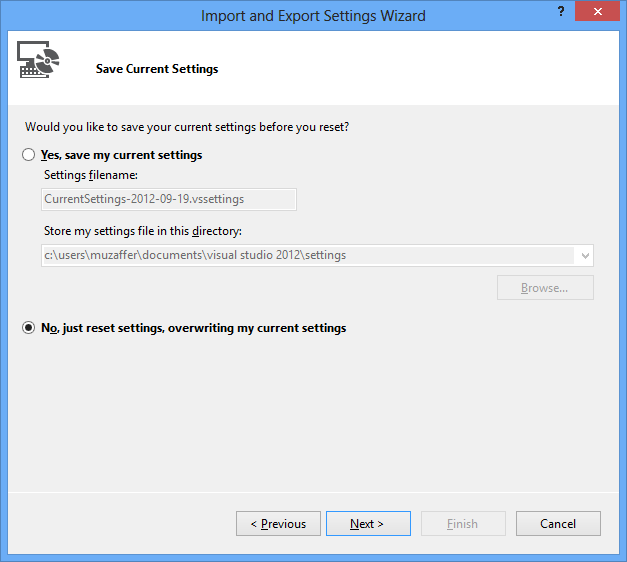 Import and Export Settings Wizard
?
Save Current Settings
Would you like to save your current settings before you reset?
Yes, save my current settings
Settings filename:
CurrentSettings-2012-09-19.vssettings
Store my settings file in this directory:
c:\users\muzaffer\documents\visual studio 2012\settings
Browse...
No, just reset settings, overwriting my current settings
< Previous
Next >
Finish
Cancel